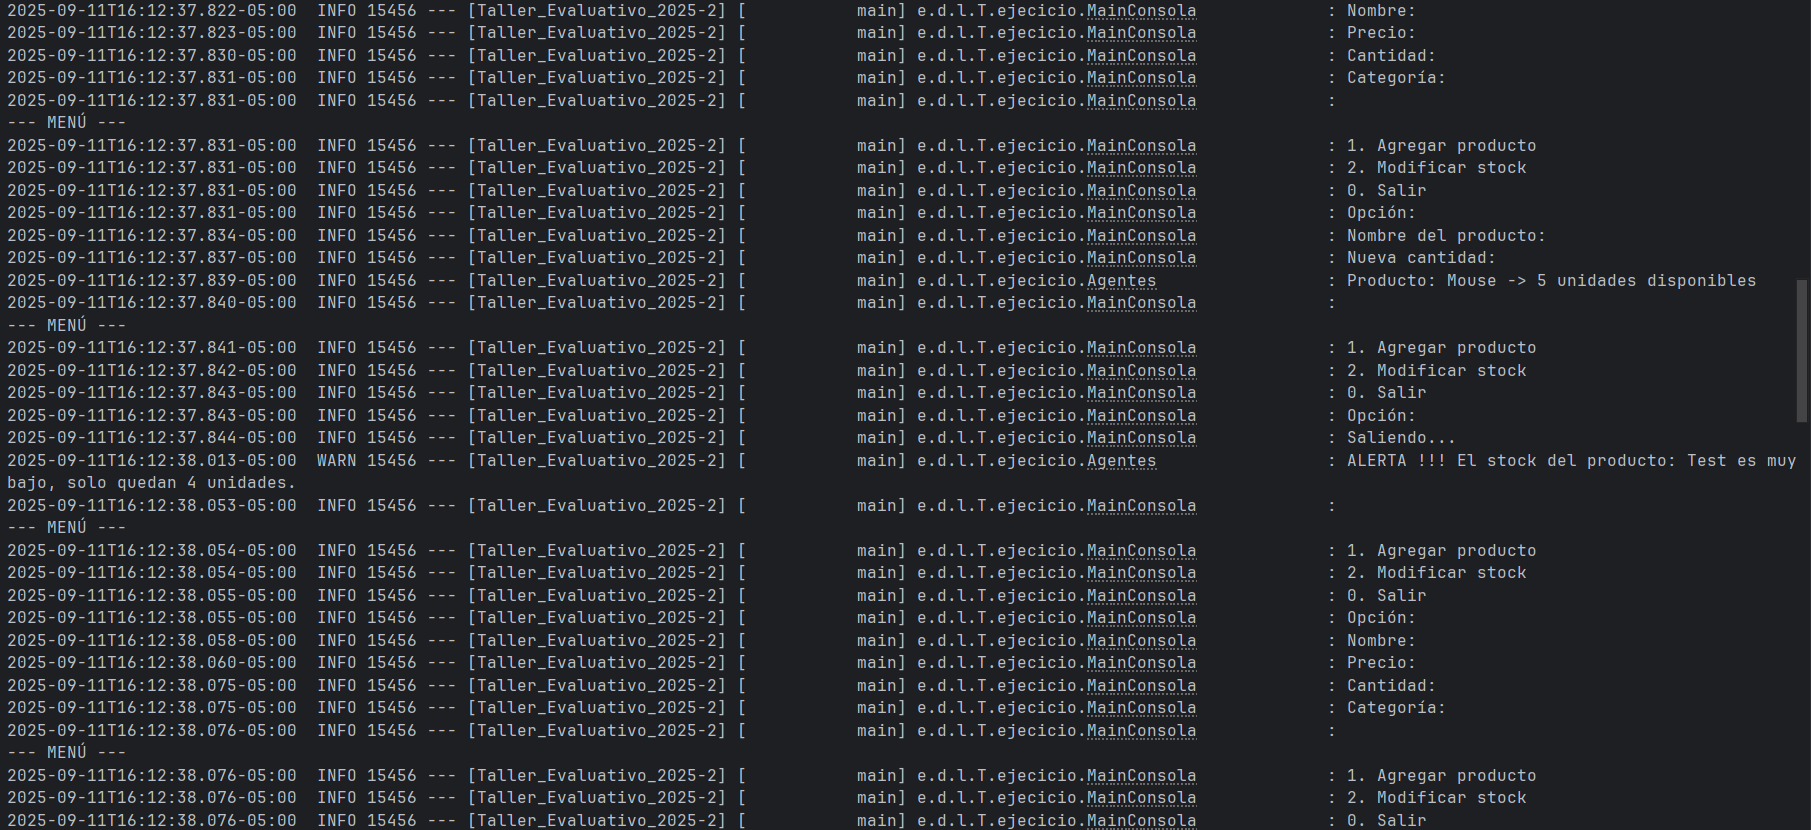 2025-09-11T16:12:37.822-05:00  INFO 15456 --- [Taller_Evaluativo_2025-2] [           main] e.d.l.T.ejecicio.MainConsola             : Nombre:
2025-09-11T16:12:37.823-05:00  INFO 15456 --- [Taller_Evaluativo_2025-2] [           main] e.d.l.T.ejecicio.MainConsola             : Precio:
2025-09-11T16:12:37.830-05:00  INFO 15456 --- [Taller_Evaluativo_2025-2] [           main] e.d.l.T.ejecicio.MainConsola             : Cantidad:
2025-09-11T16:12:37.831-05:00  INFO 15456 --- [Taller_Evaluativo_2025-2] [           main] e.d.l.T.ejecicio.MainConsola             : Categoría:
2025-09-11T16:12:37.831-05:00  INFO 15456 --- [Taller_Evaluativo_2025-2] [           main] e.d.l.T.ejecicio.MainConsola             :
--- MENÚ ---
2025-09-11T16:12:37.831-05:00  INFO 15456 --- [Taller_Evaluativo_2025-2] [           main] e.d.l.T.ejecicio.MainConsola             : 1. Agregar producto
2025-09-11T16:12:37.831-05:00  INFO 15456 --- [Taller_Evaluativo_2025-2] [           main] e.d.l.T.ejecicio.MainConsola             : 2. Modificar stock
2025-09-11T16:12:37.831-05:00  INFO 15456 --- [Taller_Evaluativo_2025-2] [           main] e.d.l.T.ejecicio.MainConsola             : 0. Salir
2025-09-11T16:12:37.831-05:00  INFO 15456 --- [Taller_Evaluativo_2025-2] [           main] e.d.l.T.ejecicio.MainConsola             : Opción:
2025-09-11T16:12:37.834-05:00  INFO 15456 --- [Taller_Evaluativo_2025-2] [           main] e.d.l.T.ejecicio.MainConsola             : Nombre del producto:
2025-09-11T16:12:37.837-05:00  INFO 15456 --- [Taller_Evaluativo_2025-2] [           main] e.d.l.T.ejecicio.MainConsola             : Nueva cantidad:
2025-09-11T16:12:37.839-05:00  INFO 15456 --- [Taller_Evaluativo_2025-2] [           main] e.d.l.T.ejecicio.Agentes                 : Producto: Mouse -> 5 unidades disponibles
2025-09-11T16:12:37.840-05:00  INFO 15456 --- [Taller_Evaluativo_2025-2] [           main] e.d.l.T.ejecicio.MainConsola             :
--- MENÚ ---
2025-09-11T16:12:37.841-05:00  INFO 15456 --- [Taller_Evaluativo_2025-2] [           main] e.d.l.T.ejecicio.MainConsola             : 1. Agregar producto
2025-09-11T16:12:37.842-05:00  INFO 15456 --- [Taller_Evaluativo_2025-2] [           main] e.d.l.T.ejecicio.MainConsola             : 2. Modificar stock
2025-09-11T16:12:37.843-05:00  INFO 15456 --- [Taller_Evaluativo_2025-2] [           main] e.d.l.T.ejecicio.MainConsola             : 0. Salir
2025-09-11T16:12:37.843-05:00  INFO 15456 --- [Taller_Evaluativo_2025-2] [           main] e.d.l.T.ejecicio.MainConsola             : Opción:
2025-09-11T16:12:37.844-05:00  INFO 15456 --- [Taller_Evaluativo_2025-2] [           main] e.d.l.T.ejecicio.MainConsola             : Saliendo...
2025-09-11T16:12:38.013-05:00  WARN 15456 --- [Taller_Evaluativo_2025-2] [           main] e.d.l.T.ejecicio.Agentes                 : ALERTA !!! El stock del producto: Test es muy
bajo, solo quedan 4 unidades.
2025-09-11T16:12:38.053-05:00  INFO 15456 --- [Taller_Evaluativo_2025-2] [           main] e.d.l.T.ejecicio.MainConsola             :
--- MENÚ ---
2025-09-11T16:12:38.054-05:00  INFO 15456 --- [Taller_Evaluativo_2025-2] [           main] e.d.l.T.ejecicio.MainConsola             : 1. Agregar producto
2025-09-11T16:12:38.054-05:00  INFO 15456 --- [Taller_Evaluativo_2025-2] [           main] e.d.l.T.ejecicio.MainConsola             : 2. Modificar stock
2025-09-11T16:12:38.055-05:00  INFO 15456 --- [Taller_Evaluativo_2025-2] [           main] e.d.l.T.ejecicio.MainConsola             : 0. Salir
2025-09-11T16:12:38.055-05:00  INFO 15456 --- [Taller_Evaluativo_2025-2] [           main] e.d.l.T.ejecicio.MainConsola             : Opción:
2025-09-11T16:12:38.058-05:00  INFO 15456 --- [Taller_Evaluativo_2025-2] [           main] e.d.l.T.ejecicio.MainConsola             : Nombre:
2025-09-11T16:12:38.060-05:00  INFO 15456 --- [Taller_Evaluativo_2025-2] [           main] e.d.l.T.ejecicio.MainConsola             : Precio:
2025-09-11T16:12:38.075-05:00  INFO 15456 --- [Taller_Evaluativo_2025-2] [           main] e.d.l.T.ejecicio.MainConsola             : Cantidad:
2025-09-11T16:12:38.075-05:00  INFO 15456 --- [Taller_Evaluativo_2025-2] [           main] e.d.l.T.ejecicio.MainConsola             : Categoría:
2025-09-11T16:12:38.076-05:00  INFO 15456 --- [Taller_Evaluativo_2025-2] [           main] e.d.l.T.ejecicio.MainConsola             :
--- MENÚ ---
2025-09-11T16:12:38.076-05:00  INFO 15456 --- [Taller_Evaluativo_2025-2] [           main] e.d.l.T.ejecicio.MainConsola             : 1. Agregar producto
2025-09-11T16:12:38.076-05:00  INFO 15456 --- [Taller_Evaluativo_2025-2] [           main] e.d.l.T.ejecicio.MainConsola             : 2. Modificar stock
2025-09-11T16:12:38.076-05:00  INFO 15456 --- [Taller_Evaluativo_2025-2] [           main] e.d.l.T.ejecicio.MainConsola             : 0. Salir